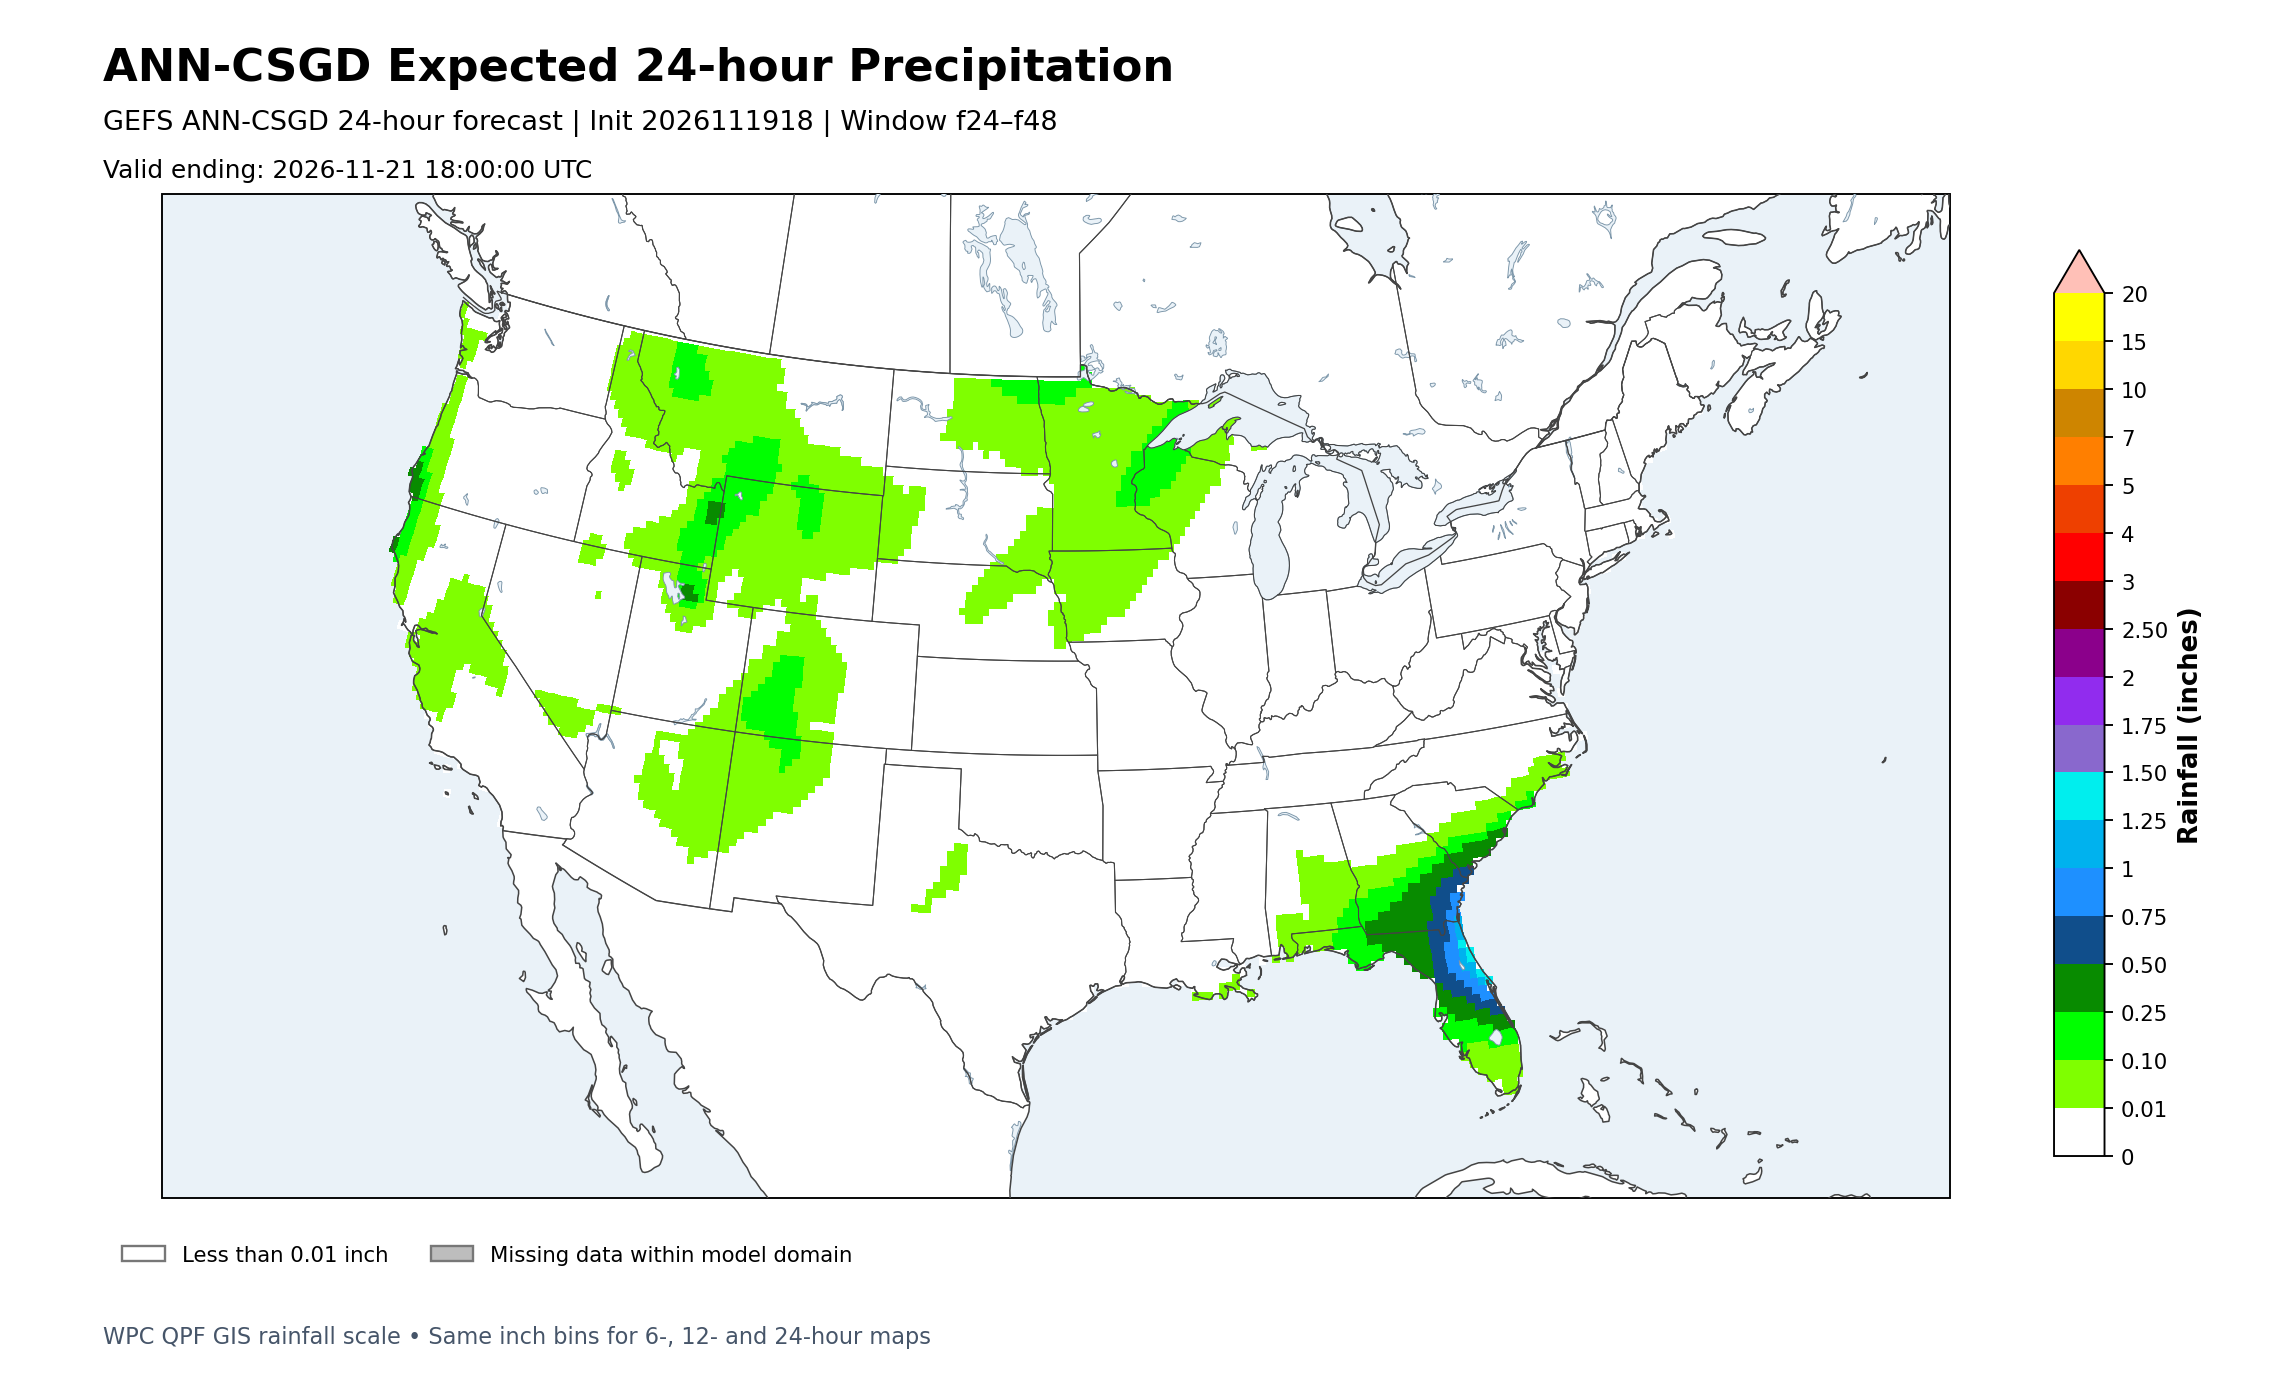 ANN-CSGD Expected 24-hour Precipitation
GEFS ANN-CSGD 24-hour forecast | Init 2026111918 | Window f24–f48
Valid ending: 2026-11-21 18:00:00 UTC
20
15
10
7
5
4
3
2.50
2
1.75
1.50
1.25
1
0.75
0.50
0.25
0.10
0.01
0
Rainfall (inches)
Less than 0.01 inch
Missing data within model domain
WPC QPF GIS rainfall scale • Same inch bins for 6-, 12- and 24-hour maps